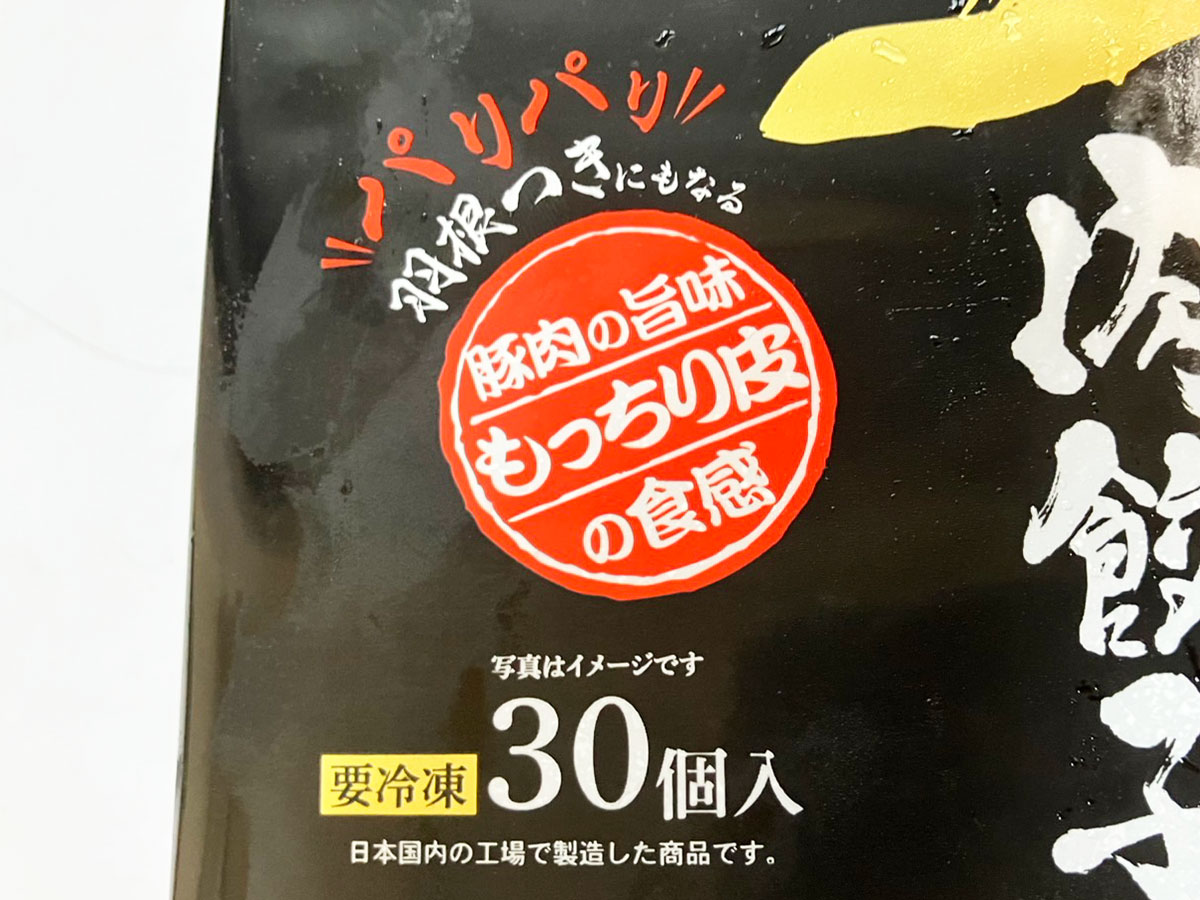 パリパリ
羽根つきにもなる
豚肉の旨味
もっちり皮
の食感
肉餃子
写真はイメージです
要冷凍
30個入
日本国内の工場で製造した商品です。